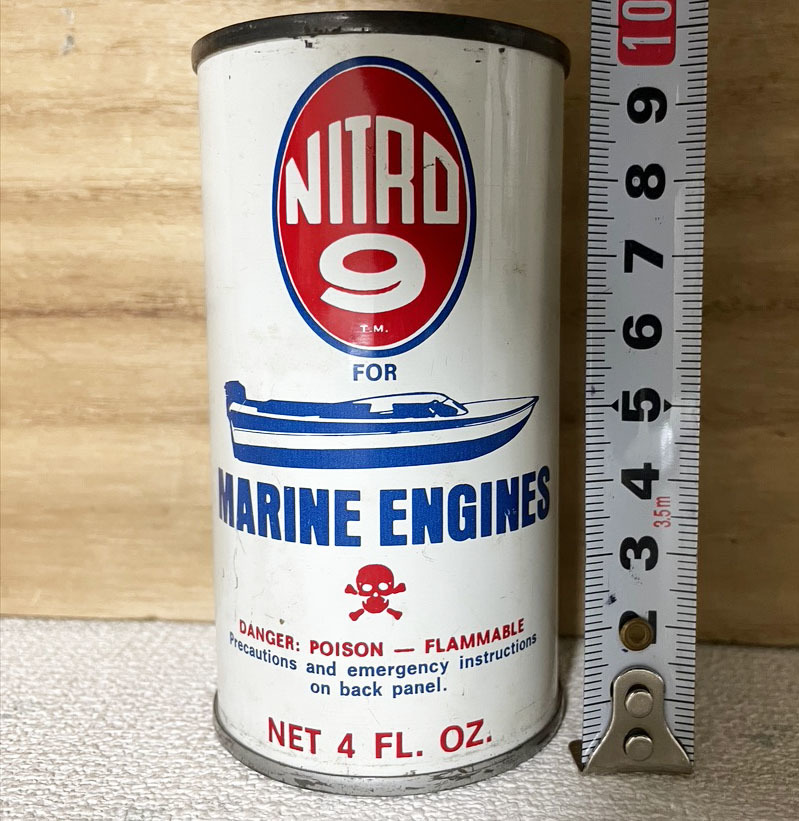 NITRO
9
T.M.
FOR
MARINE ENGINES
DANGER: POISON — FLAMMABLE
Precautions and emergency instructions
on back panel.
NET 4 FL. OZ.
10
9
8
7
6
5
4
3.5m
3
2